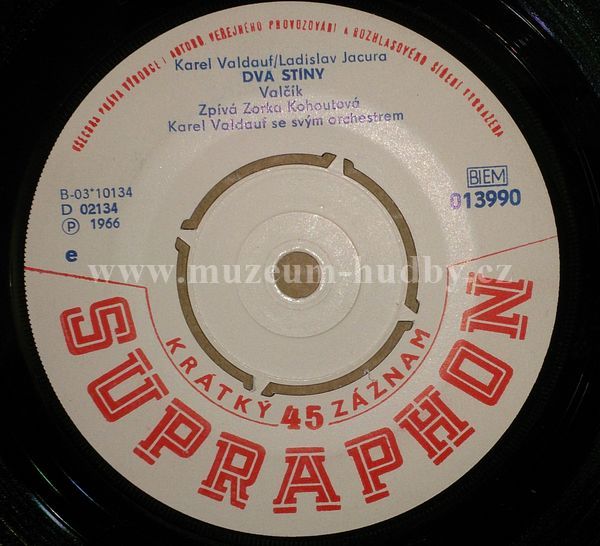 VŠECHNA PRÁVA VÝROBCE I AUTORŮ VEŘEJNÉHO PROVOZOVÁNÍ A ROZHLASOVÉHO ŠÍŘENÍ VYHRAZENA
Karel Valdauf/Ladislav Jacura
DVA STÍNY
Valčík
Zpívá Zorka Kohoutová
Karel Valdauf se svým orchestrem
B-03*10134
D 02134
Ⓟ 1966
e
BIEM
013990
www.muzeum-hudby.cz
KRÁTKÝ 45 ZÁZNAM
SUPRAPHON